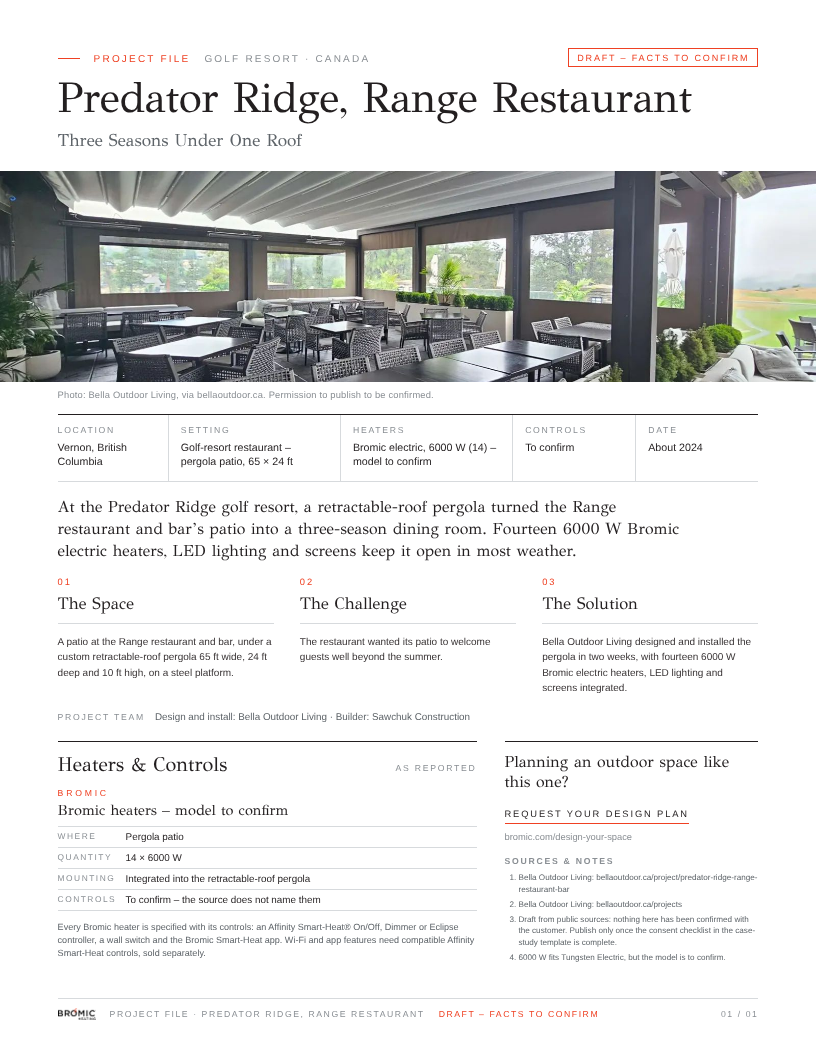 PROJECT FILE GOLF RESORT · CANADA
DRAFT – FACTS TO CONFIRM
Predator Ridge, Range Restaurant
Three Seasons Under One Roof
Photo: Bella Outdoor Living, via bellaoutdoor.ca. Permission to publish to be confirmed.
LOCATION
Vernon, British
Columbia
SETTING
Golf-resort restaurant –
pergola patio, 65 × 24 ft
HEATERS
Bromic electric, 6000 W (14) –
model to confirm
CONTROLS
To confirm
DATE
About 2024
At the Predator Ridge golf resort, a retractable-roof pergola turned the Range
restaurant and bar’s patio into a three-season dining room. Fourteen 6000 W Bromic
electric heaters, LED lighting and screens keep it open in most weather.
01
The Space
A patio at the Range restaurant and bar, under a
custom retractable-roof pergola 65 ft wide, 24 ft
deep and 10 ft high, on a steel platform.
02
The Challenge
The restaurant wanted its patio to welcome
guests well beyond the summer.
03
The Solution
Bella Outdoor Living designed and installed the
pergola in two weeks, with fourteen 6000 W
Bromic electric heaters, LED lighting and
screens integrated.
PROJECT TEAM Design and install: Bella Outdoor Living · Builder: Sawchuk Construction
Heaters & Controls
AS REPORTED
BROMIC
Bromic heaters – model to confirm
WHERE Pergola patio
QUANTITY 14 × 6000 W
MOUNTING Integrated into the retractable-roof pergola
CONTROLS To confirm – the source does not name them
Every Bromic heater is specified with its controls: an Affinity Smart-Heat® On/Off, Dimmer or Eclipse
controller, a wall switch and the Bromic Smart-Heat app. Wi-Fi and app features need compatible Affinity
Smart-Heat controls, sold separately.
Planning an outdoor space like
this one?
REQUEST YOUR DESIGN PLAN
bromic.com/design-your-space
SOURCES & NOTES
1. Bella Outdoor Living: bellaoutdoor.ca/project/predator-ridge-range-
restaurant-bar
2. Bella Outdoor Living: bellaoutdoor.ca/projects
3. Draft from public sources: nothing here has been confirmed with
the customer. Publish only once the consent checklist in the case-
study template is complete.
4. 6000 W fits Tungsten Electric, but the model is to confirm.
BROMIC
HEATING
PROJECT FILE · PREDATOR RIDGE, RANGE RESTAURANT DRAFT – FACTS TO CONFIRM
01 / 01